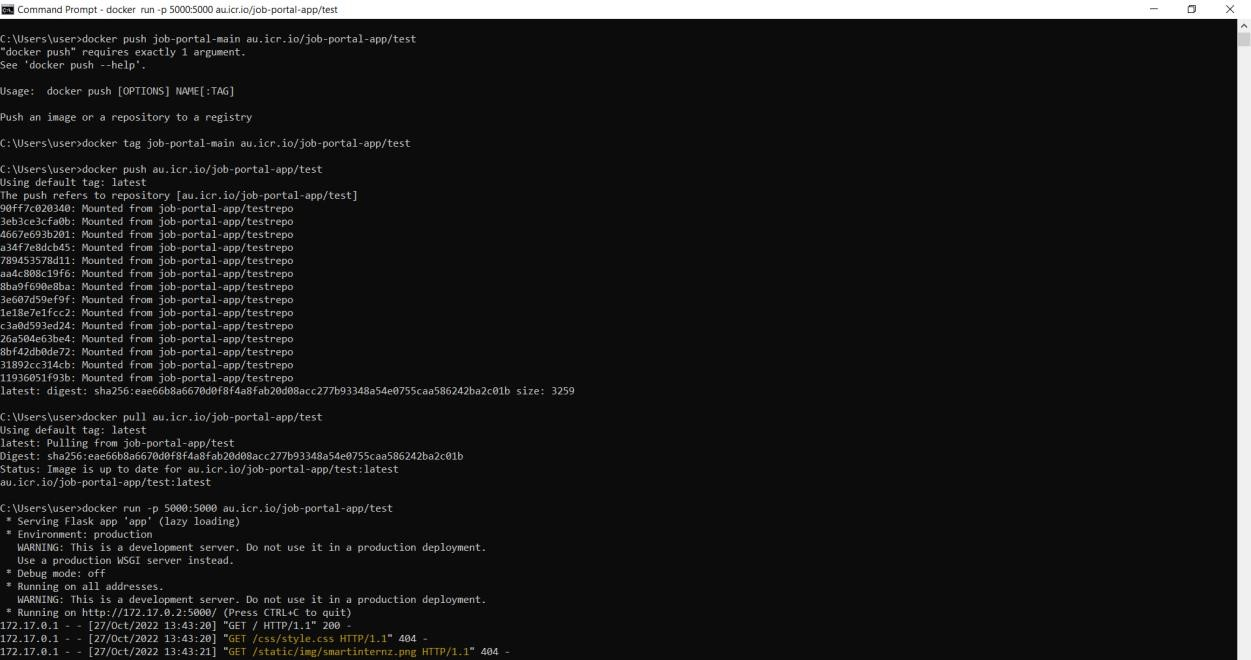 Command Prompt - docker run -p 5000:5000 au.icr.io/job-portal-app/test
C:\Users\user>docker push job-portal-main au.icr.io/job-portal-app/test
"docker push" requires exactly 1 argument.
See 'docker push --help'.
Usage:  docker push [OPTIONS] NAME[:TAG]
Push an image or a repository to a registry
C:\Users\user>docker tag job-portal-main au.icr.io/job-portal-app/test
C:\Users\user>docker push au.icr.io/job-portal-app/test
Using default tag: latest
The push refers to repository [au.icr.io/job-portal-app/test]
90ff7c020340: Mounted from job-portal-app/testrepo
3eb3ce3cfa0b: Mounted from job-portal-app/testrepo
4667e693b201: Mounted from job-portal-app/testrepo
a34f7e8dcb45: Mounted from job-portal-app/testrepo
789453578d11: Mounted from job-portal-app/testrepo
aa4c808c19f6: Mounted from job-portal-app/testrepo
8ba9f690e8ba: Mounted from job-portal-app/testrepo
3e607d59ef9f: Mounted from job-portal-app/testrepo
1e18e7e1fcc2: Mounted from job-portal-app/testrepo
c3a0d593ed24: Mounted from job-portal-app/testrepo
26a504e63be4: Mounted from job-portal-app/testrepo
8bf42db0de72: Mounted from job-portal-app/testrepo
31892cc314cb: Mounted from job-portal-app/testrepo
11936051f93b: Mounted from job-portal-app/testrepo
latest: digest: sha256:eae66b8a6670d0f8f4a8fab20d08acc277b93348a54e0755caa586242ba2c01b size: 3259
C:\Users\user>docker pull au.icr.io/job-portal-app/test
Using default tag: latest
latest: Pulling from job-portal-app/test
Digest: sha256:eae66b8a6670d0f8f4a8fab20d08acc277b93348a54e0755caa586242ba2c01b
Status: Image is up to date for au.icr.io/job-portal-app/test:latest
au.icr.io/job-portal-app/test:latest
C:\Users\user>docker run -p 5000:5000 au.icr.io/job-portal-app/test
 * Serving Flask app 'app' (lazy loading)
 * Environment: production
   WARNING: This is a development server. Do not use it in a production deployment.
   Use a production WSGI server instead.
 * Debug mode: off
 * Running on all addresses.
   WARNING: This is a development server. Do not use it in a production deployment.
 * Running on http://172.17.0.2:5000/ (Press CTRL+C to quit)
172.17.0.1 - - [27/Oct/2022 13:43:20] "GET / HTTP/1.1" 200 -
172.17.0.1 - - [27/Oct/2022 13:43:20] "GET /css/style.css HTTP/1.1" 404 -
172.17.0.1 - - [27/Oct/2022 13:43:21] "GET /static/img/smartinternz.png HTTP/1.1" 404 -